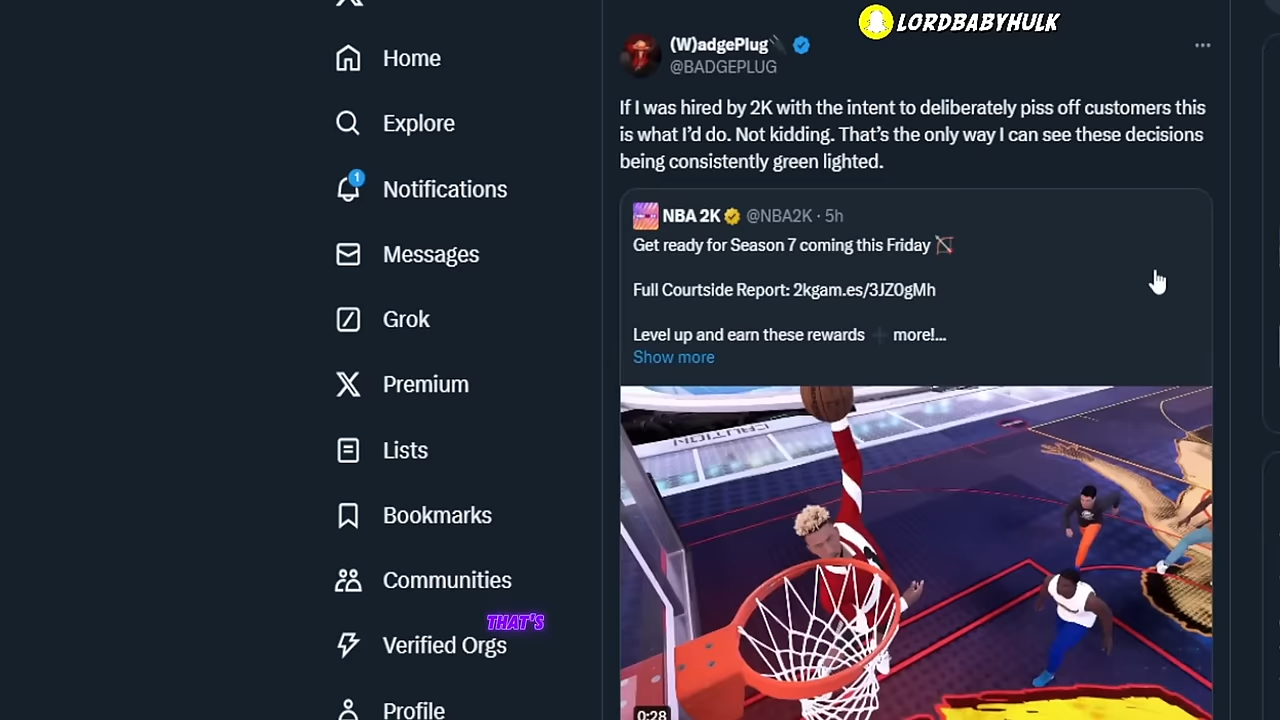 LORDBABYHULK
Home
Explore
1
Notifications
Messages
Grok
Premium
Lists
Bookmarks
Communities
THAT'S
Verified Orgs
Profile
(W)adgePlug
@BADGEPLUG
If I was hired by 2K with the intent to deliberately piss off customers this
is what I'd do. Not kidding. That's the only way I can see these decisions
being consistently green lighted.
NBA 2K @NBA2K · 5h
Get ready for Season 7 coming this Friday
Full Courtside Report: 2kgam.es/3JZ0gMh
Level up and earn these rewards ➕ more!...
Show more
CAUTION
0:28